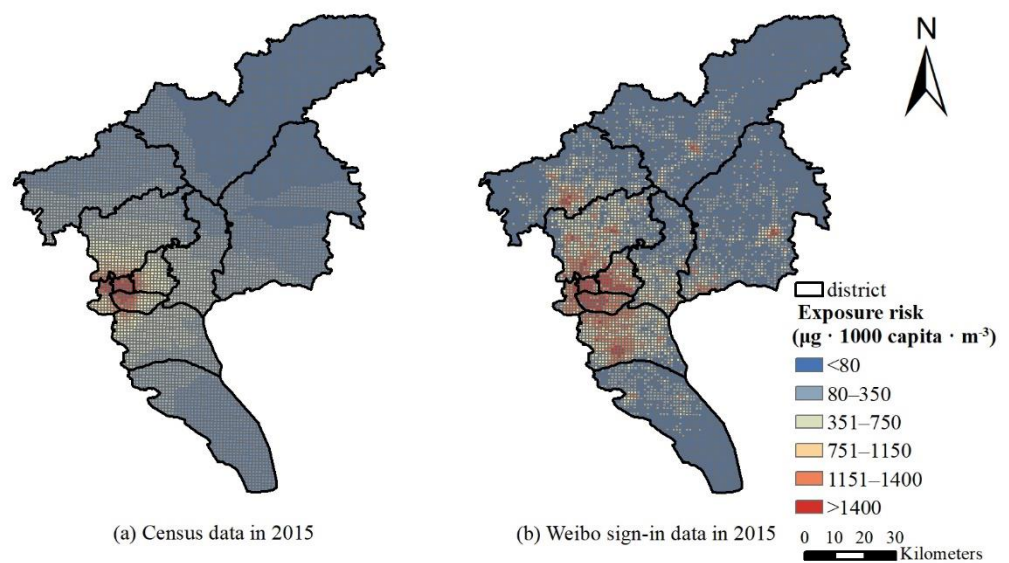 N
district
Exposure risk
(μg · 1000 capita · m⁻³)
<80
80–350
351–750
751–1150
1151–1400
>1400
0 10 20 30
Kilometers
(a) Census data in 2015
(b) Weibo sign-in data in 2015